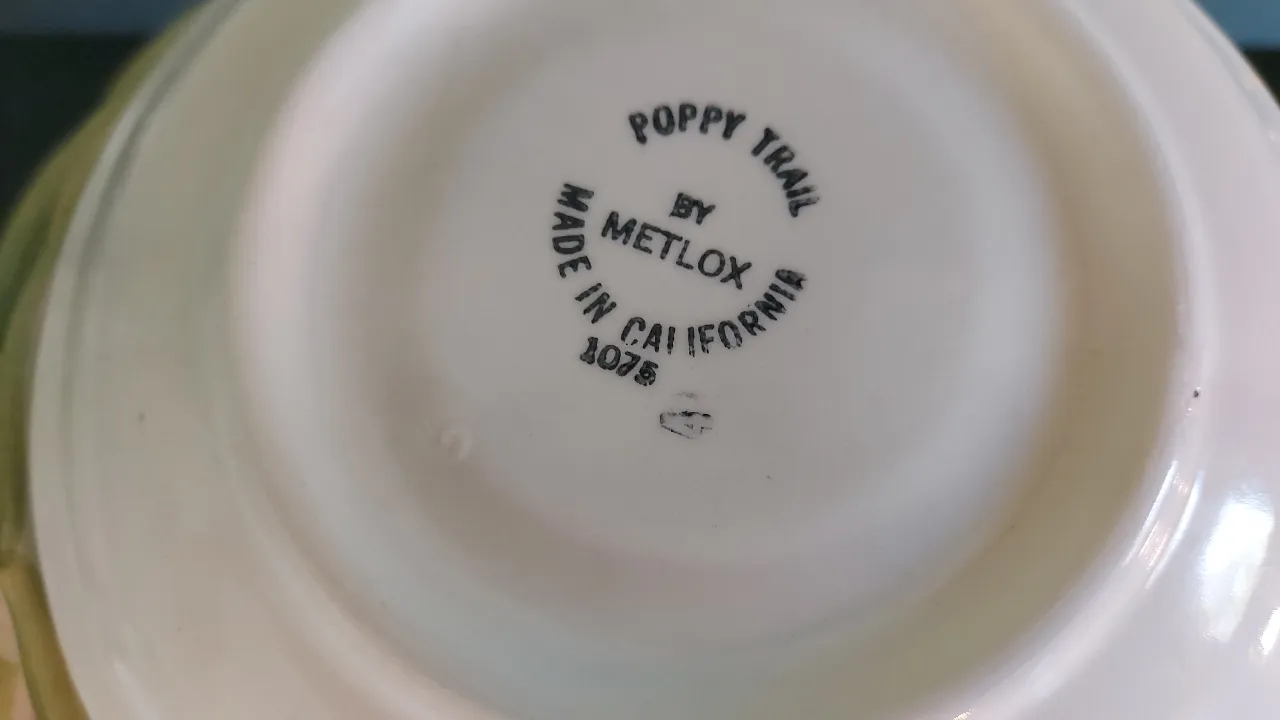 POPPY TRAIL
BY
METLOX
MADE IN CALIFORNIA
1075